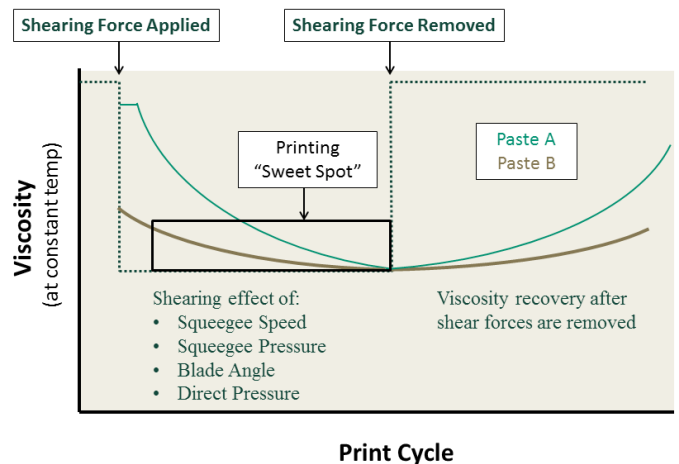 Shearing Force Applied
Shearing Force Removed
Printing
“Sweet Spot”
Paste A
Paste B
Viscosity
(at constant temp)
Shearing effect of:
• Squeegee Speed
• Squeegee Pressure
• Blade Angle
• Direct Pressure
Viscosity recovery after
shear forces are removed
Print Cycle